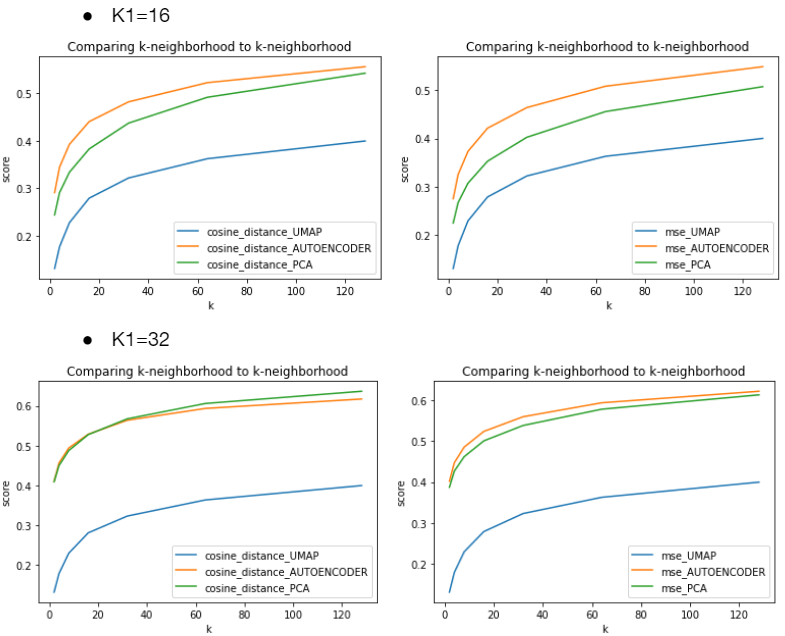 • K1=16
Comparing k-neighborhood to k-neighborhood
score
0.5
0.4
0.3
0.2
cosine_distance_UMAP
cosine_distance_AUTOENCODER
cosine_distance_PCA
0 20 40 60 80 100 120
k
Comparing k-neighborhood to k-neighborhood
score
0.5
0.4
0.3
0.2
mse_UMAP
mse_AUTOENCODER
mse_PCA
0 20 40 60 80 100 120
k
• K1=32
Comparing k-neighborhood to k-neighborhood
score
0.6
0.5
0.4
0.3
0.2
cosine_distance_UMAP
cosine_distance_AUTOENCODER
cosine_distance_PCA
0 20 40 60 80 100 120
k
Comparing k-neighborhood to k-neighborhood
score
0.6
0.5
0.4
0.3
0.2
mse_UMAP
mse_AUTOENCODER
mse_PCA
0 20 40 60 80 100 120
k